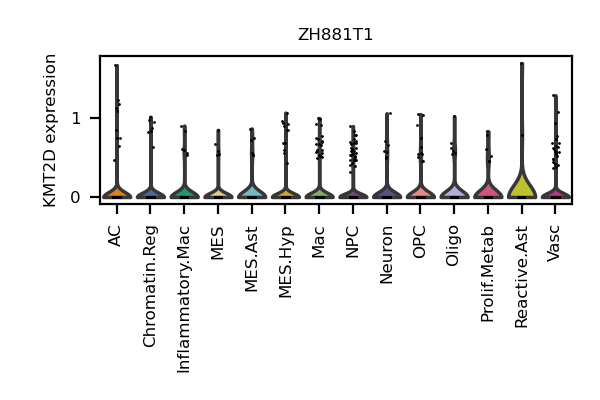 ZH881T1
KMT2D expression
1
0
AC
Chromatin.Reg
Inflammatory.Mac
MES
MES.Ast
MES.Hyp
Mac
NPC
Neuron
OPC
Oligo
Prolif.Metab
Reactive.Ast
Vasc